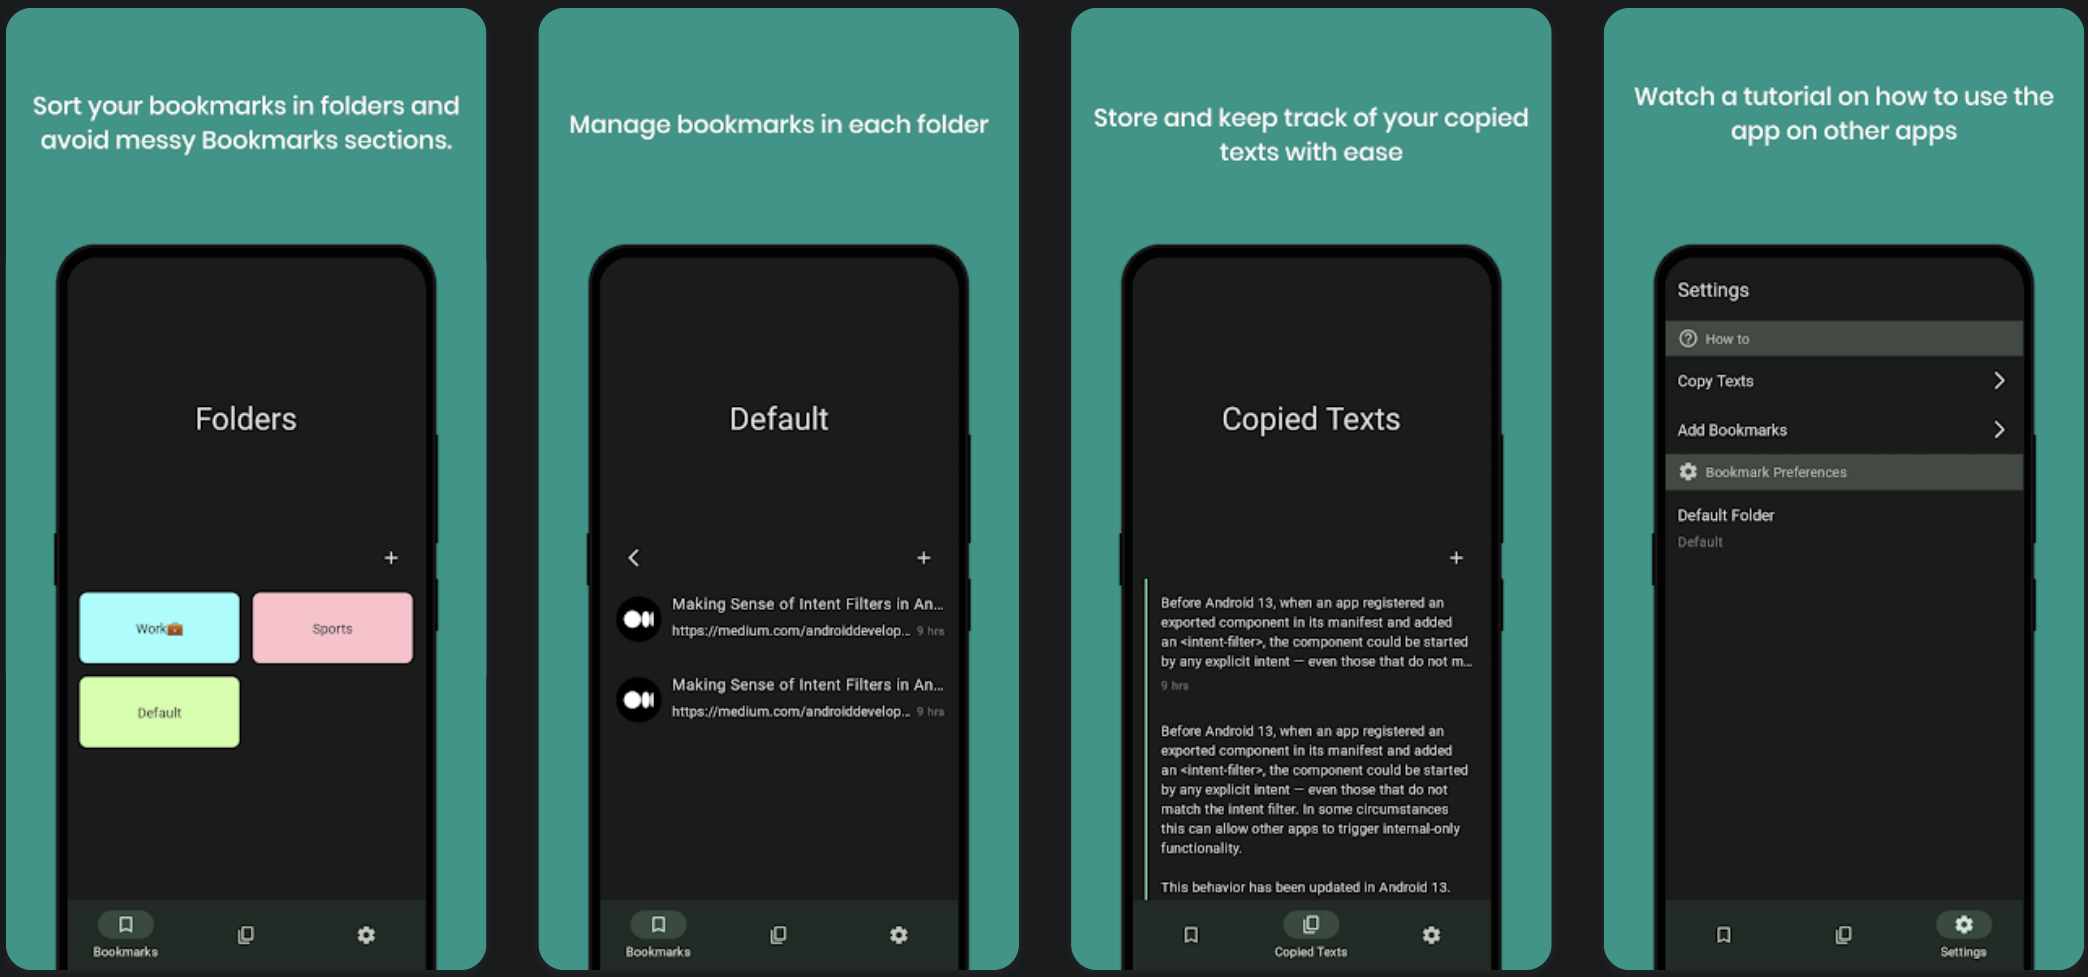 Sort your bookmarks in folders and
avoid messy Bookmarks sections.
Folders
+
Work💼
Sports
Default
Bookmarks
Manage bookmarks in each folder
Default
+
Making Sense of Intent Filters in An...
https://medium.com/androiddevelop... 9 hrs
Making Sense of Intent Filters in An...
https://medium.com/androiddevelop... 9 hrs
Bookmarks
Store and keep track of your copied
texts with ease
Copied Texts
+
Before Android 13, when an app registered an
exported component in its manifest and added
an <intent-filter>, the component could be started
by any explicit intent — even those that do not m...
9 hrs
Before Android 13, when an app registered an
exported component in its manifest and added
an <intent-filter>, the component could be started
by any explicit intent — even those that do not
match the intent filter. In some circumstances
this can allow other apps to trigger internal-only
functionality.
This behavior has been updated in Android 13.
Copied Texts
Watch a tutorial on how to use the
app on other apps
Settings
How to
Copy Texts
Add Bookmarks
Bookmark Preferences
Default Folder
Default
Settings